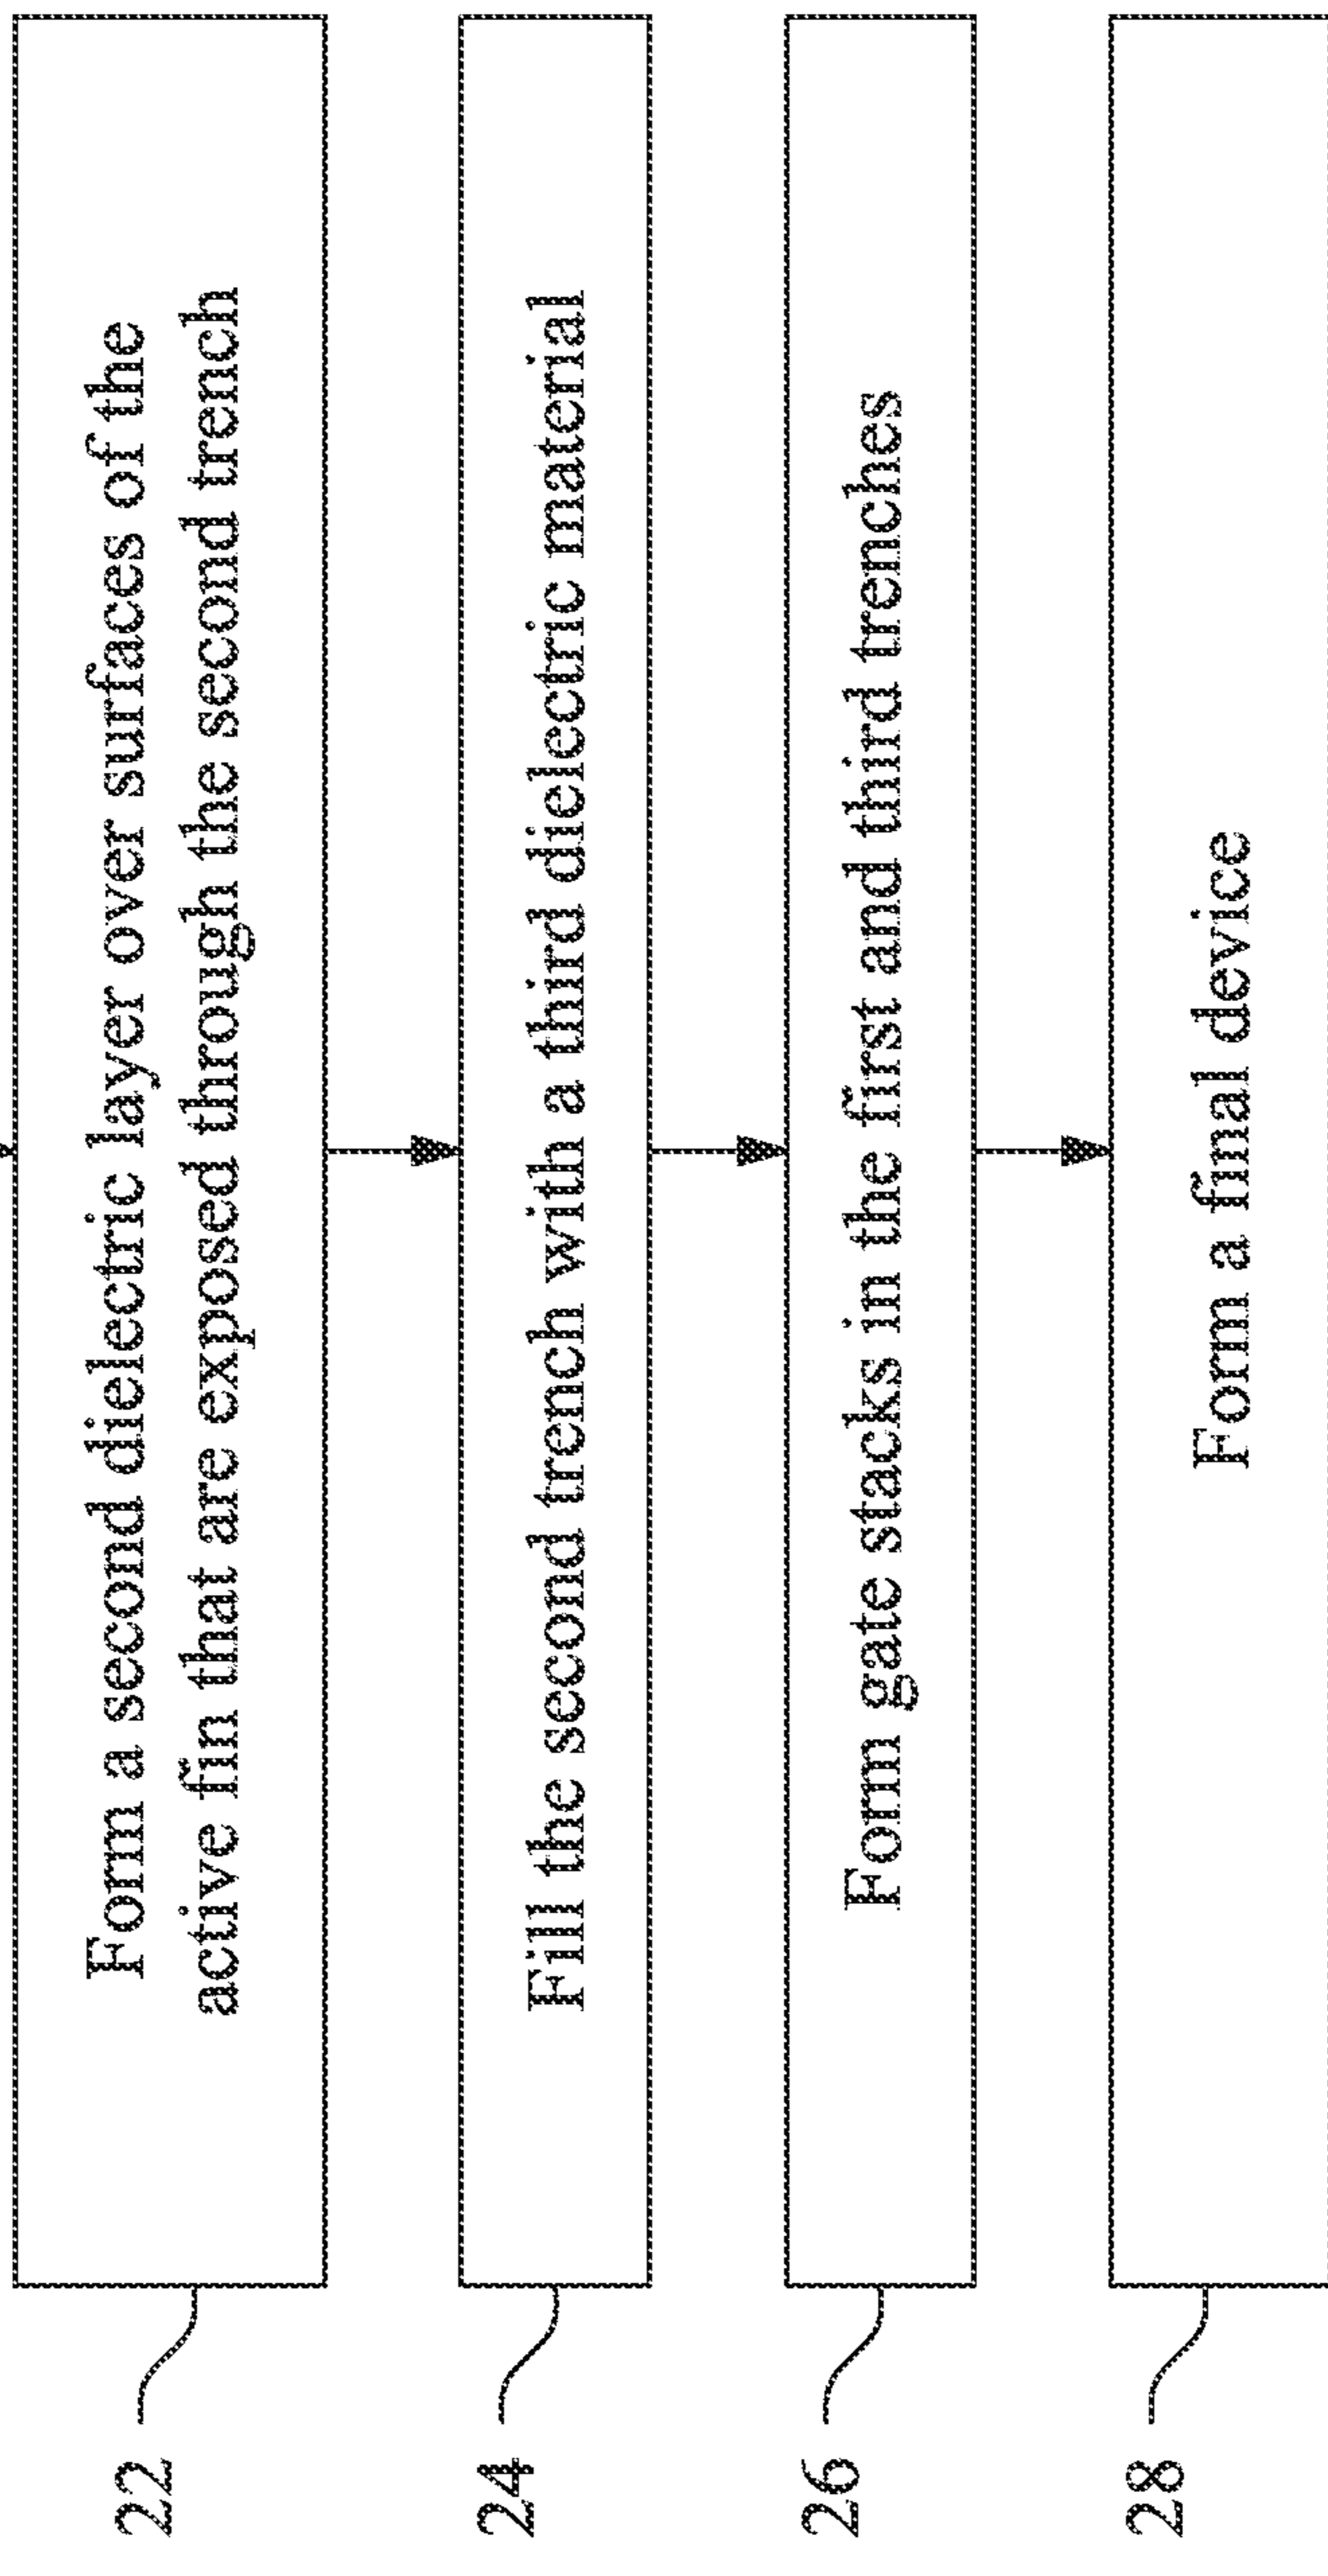 22
Form a second dielectric layer over surfaces of the
active fin that are exposed through the second trench
24
Fill the second trench with a third dielectric material
26
Form gate stacks in the first and third trenches
28
Form a final device